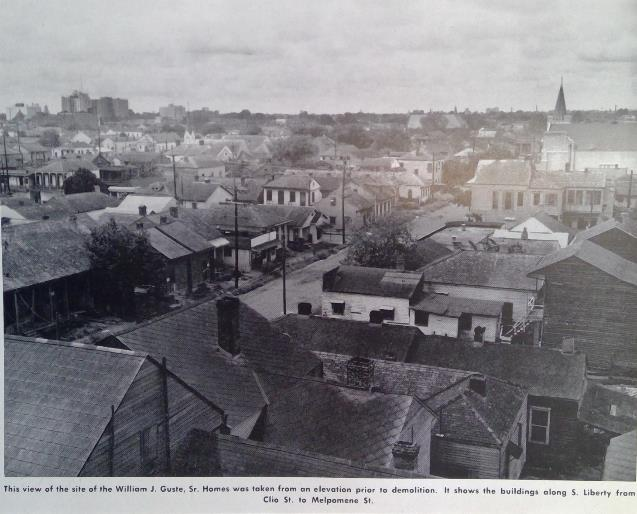 This view of the site of the William J. Guste, Sr. Homes was taken from an elevation prior to demolition. It shows the buildings along S. Liberty from
Clio St. to Melpomene St.